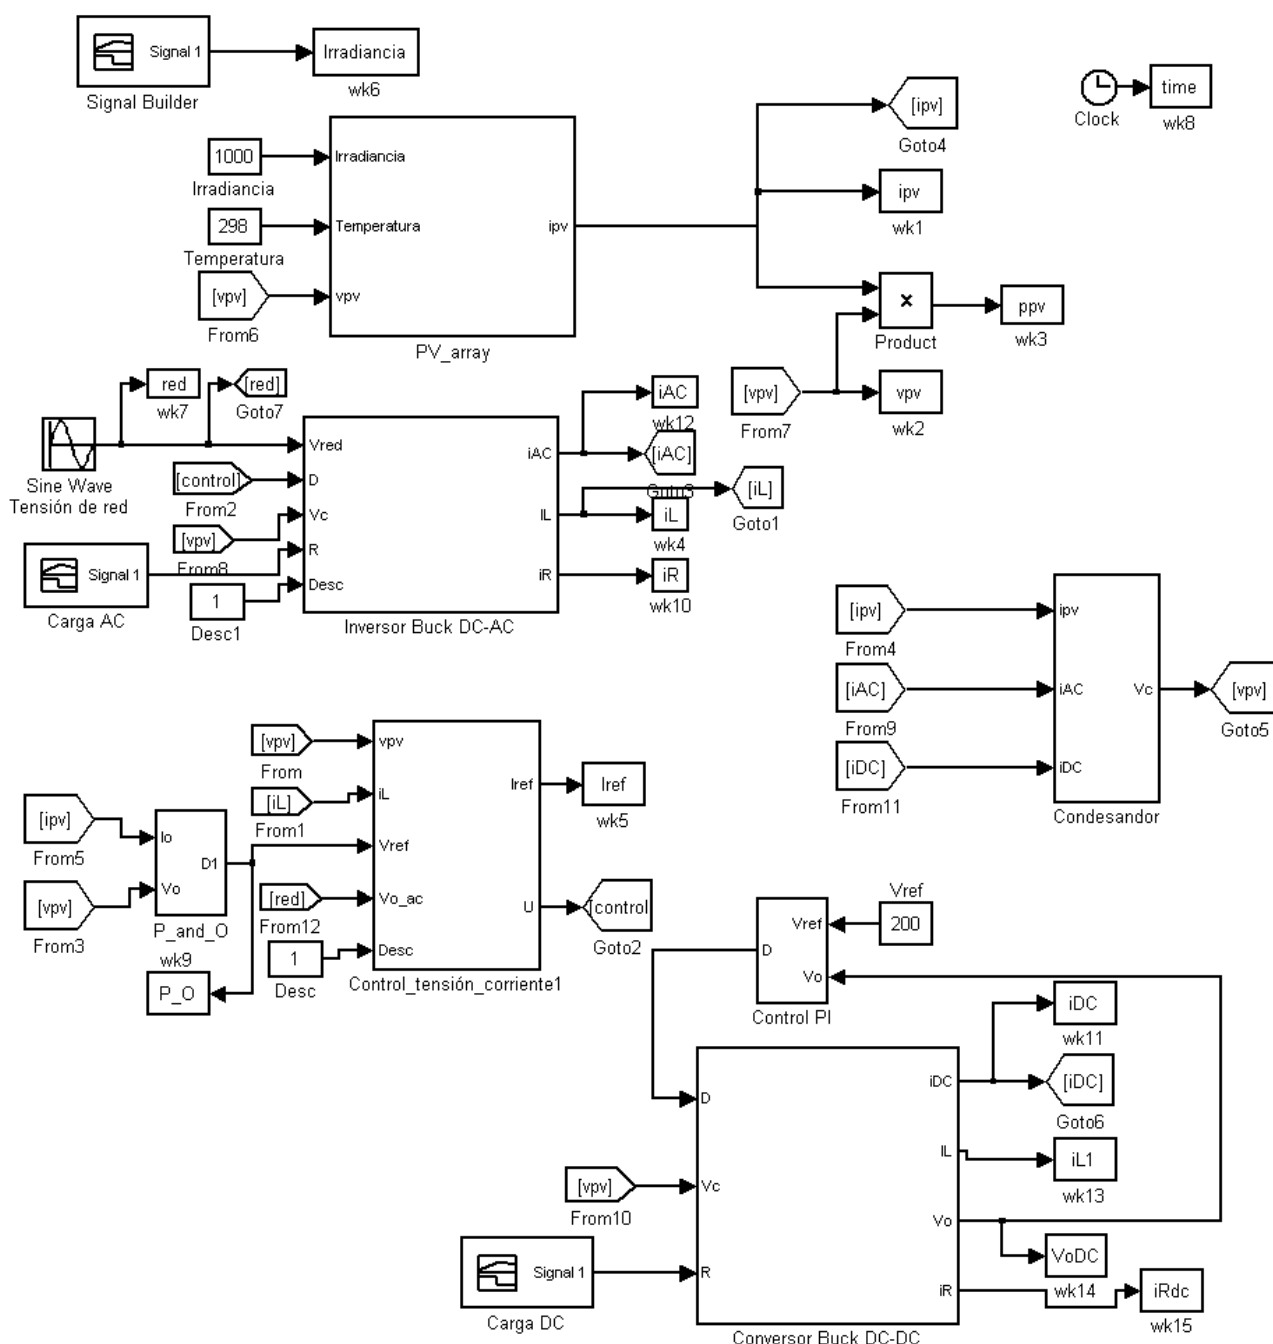 Signal 1
Signal Builder
Irradiancia
wk6
Clock
time
wk8
1000
Irradiancia
298
Temperatura
[vpv]
From6
Irradiancia
Temperatura
vpv
ipv
PV_array
[ipv]
Goto4
ipv
wk1
×
Product
ppv
wk3
[vpv]
From7
vpv
wk2
red
wk7
[red]
Goto7
Sine Wave
Tensión de red
[control]
From2
[vpv]
From8
Signal 1
Carga AC
1
Desc1
Vred
D
Vc
R
Desc
iAC
IL
iR
Inversor Buck DC-AC
iAC
wk12
[iAC]
Goto3
[iL]
Goto1
iL
wk4
iR
wk10
[ipv]
From4
[iAC]
From9
[iDC]
From11
ipv
iAC
iDC
Vc
Condesandor
[vpv]
Goto5
[ipv]
From5
[vpv]
From3
Io
Vo
D1
P_and_O
wk9
P_O
[vpv]
From
[iL]
From1
[red]
From12
1
Desc
vpv
iL
Vref
Vo_ac
Desc
Iref
U
Control_tensión_corriente1
Iref
wk5
[control
Goto2
Vref
200
Vref
D
Vo
Control PI
[vpv]
From10
Signal 1
Carga DC
D
Vc
R
iDC
IL
Vo
iR
Conversor Buck DC-DC
iDC
wk11
[iDC]
Goto6
iL1
wk13
VoDC
wk14
iRdc
wk15